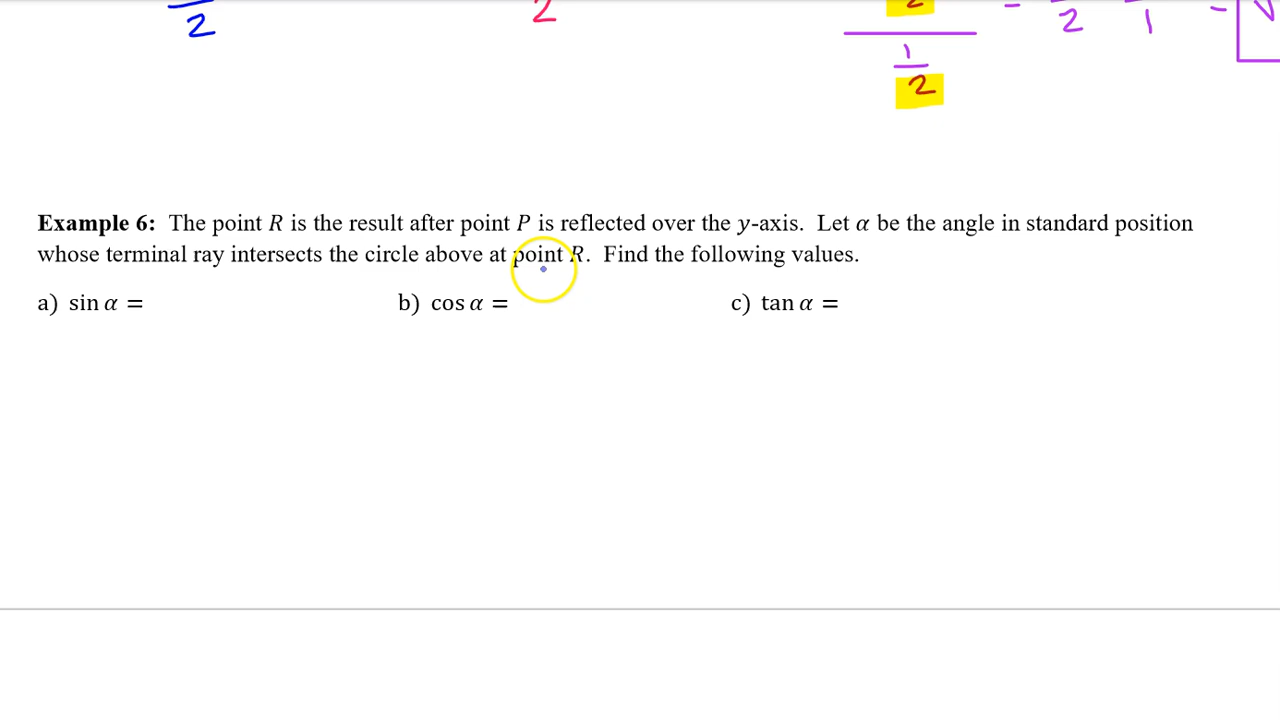 2 2 2 = 2 1 = √
1
2
Example 6: The point R is the result after point P is reflected over the y-axis. Let α be the angle in standard position
whose terminal ray intersects the circle above at point R. Find the following values.
a) sin α = b) cos α = c) tan α =